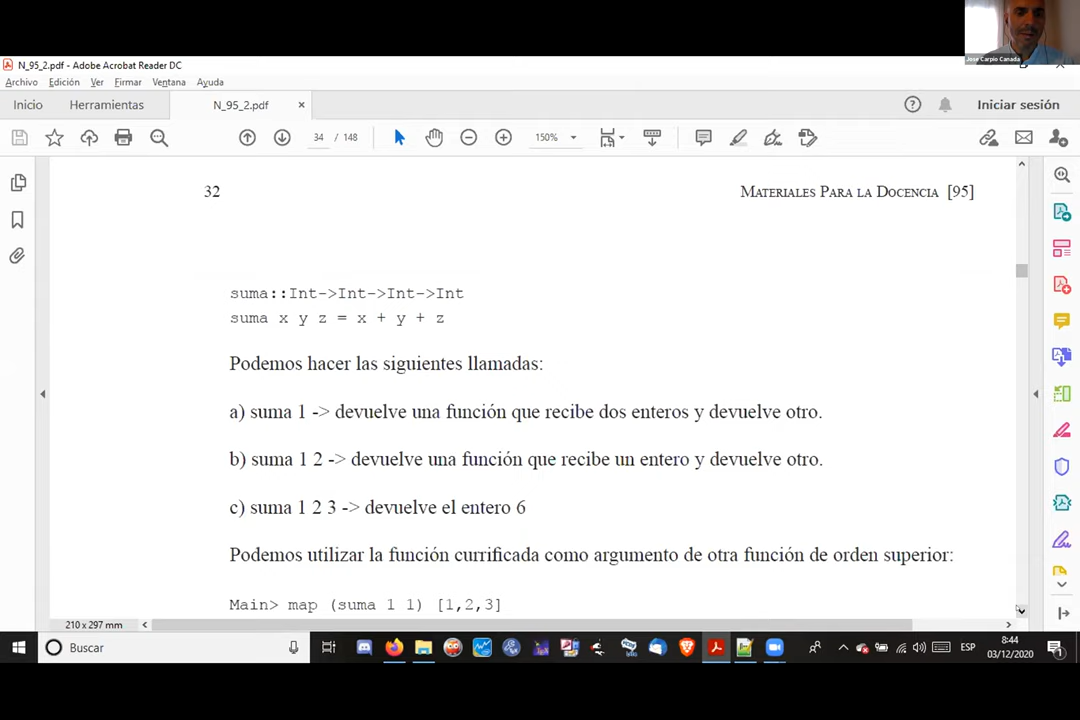 Jose Carpio Cañada
N_95_2.pdf - Adobe Acrobat Reader DC
Archivo Edición Ver Firmar Ventana Ayuda
Inicio Herramientas N_95_2.pdf × Iniciar sesión
34 / 148 150%
32 MATERIALES PARA LA DOCENCIA [95]
suma::Int->Int->Int->Int
suma x y z = x + y + z
Podemos hacer las siguientes llamadas:
a) suma 1 -> devuelve una función que recibe dos enteros y devuelve otro.
b) suma 1 2 -> devuelve una función que recibe un entero y devuelve otro.
c) suma 1 2 3 -> devuelve el entero 6
Podemos utilizar la función currificada como argumento de otra función de orden superior:
Main> map (suma 1 1) [1,2,3]
210 x 297 mm
Buscar
ESP
8:44
03/12/2020